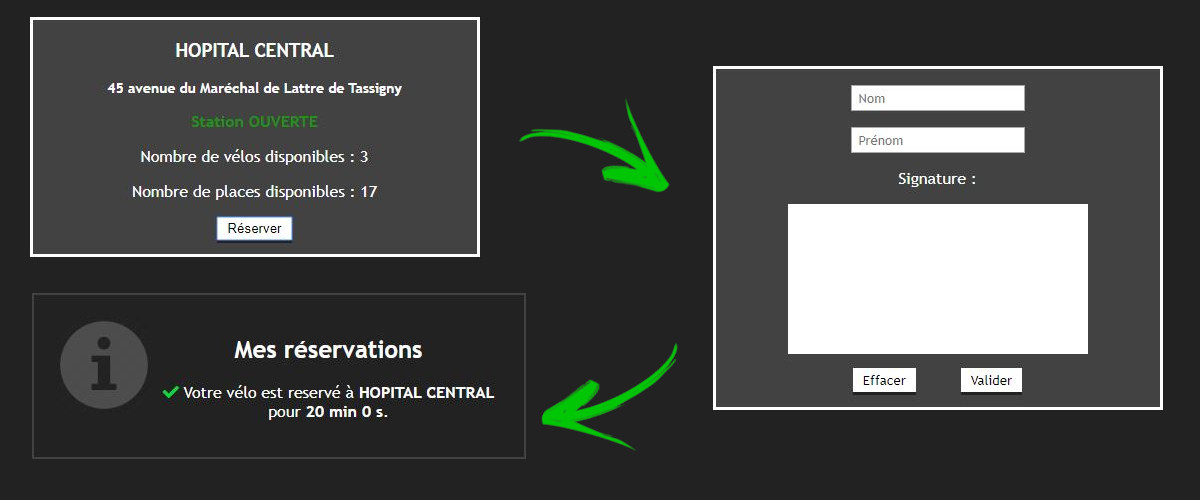 HOPITAL CENTRAL
45 avenue du Maréchal de Lattre de Tassigny
Station OUVERTE
Nombre de vélos disponibles : 3
Nombre de places disponibles : 17
Réserver
Nom
Prénom
Signature :
Effacer Valider
Mes réservations
Votre vélo est reservé à HOPITAL CENTRAL
pour 20 min 0 s.